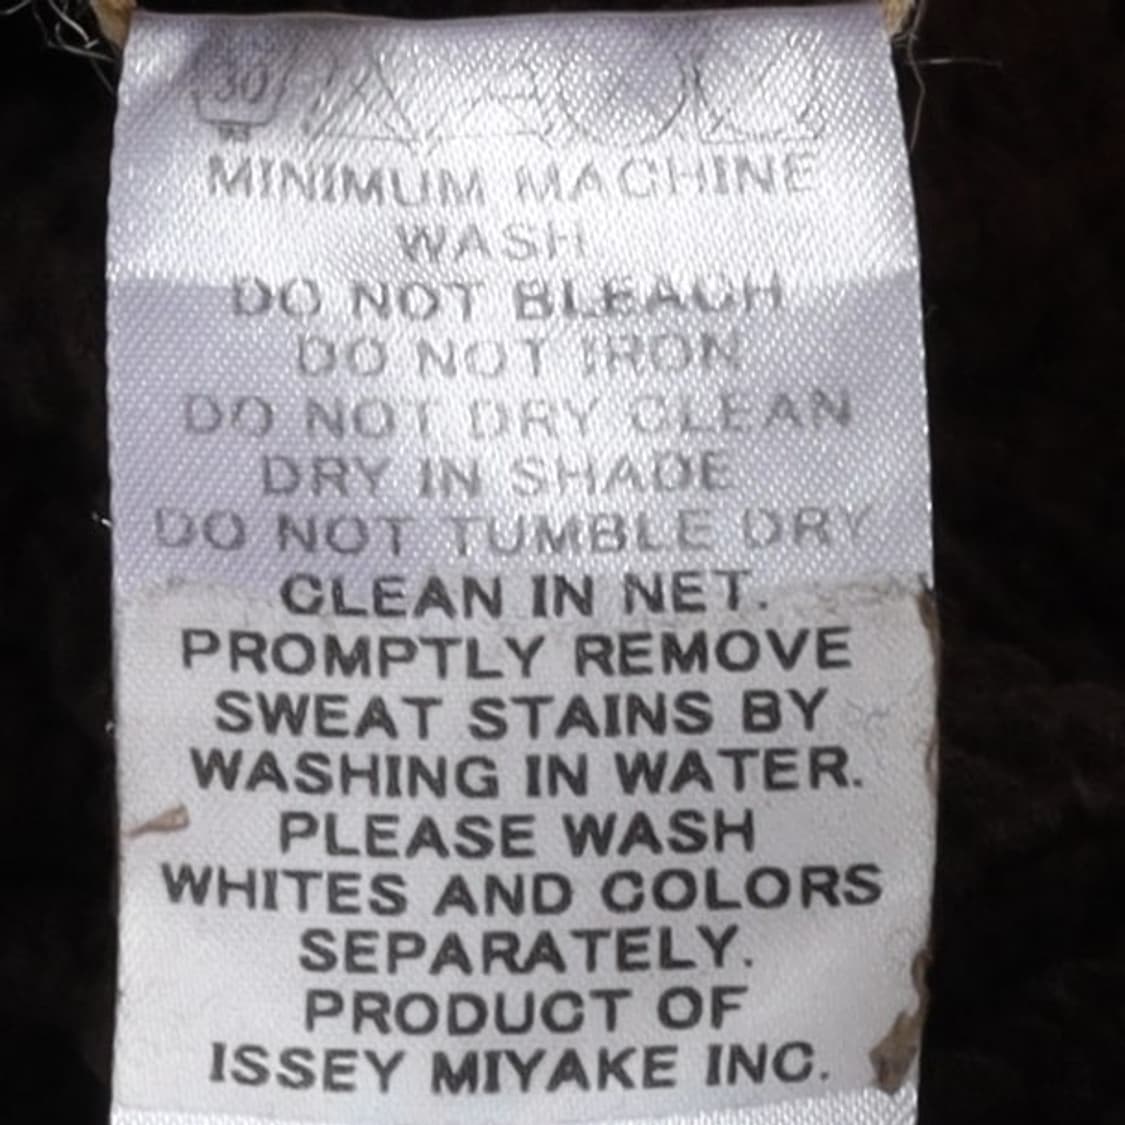 30
MINIMUM MACHINE
WASH
DO NOT BLEACH
DO NOT IRON
DO NOT DRY CLEAN
DRY IN SHADE
DO NOT TUMBLE DRY
CLEAN IN NET.
PROMPTLY REMOVE
SWEAT STAINS BY
WASHING IN WATER.
PLEASE WASH
WHITES AND COLORS
SEPARATELY.
PRODUCT OF
ISSEY MIYAKE INC.